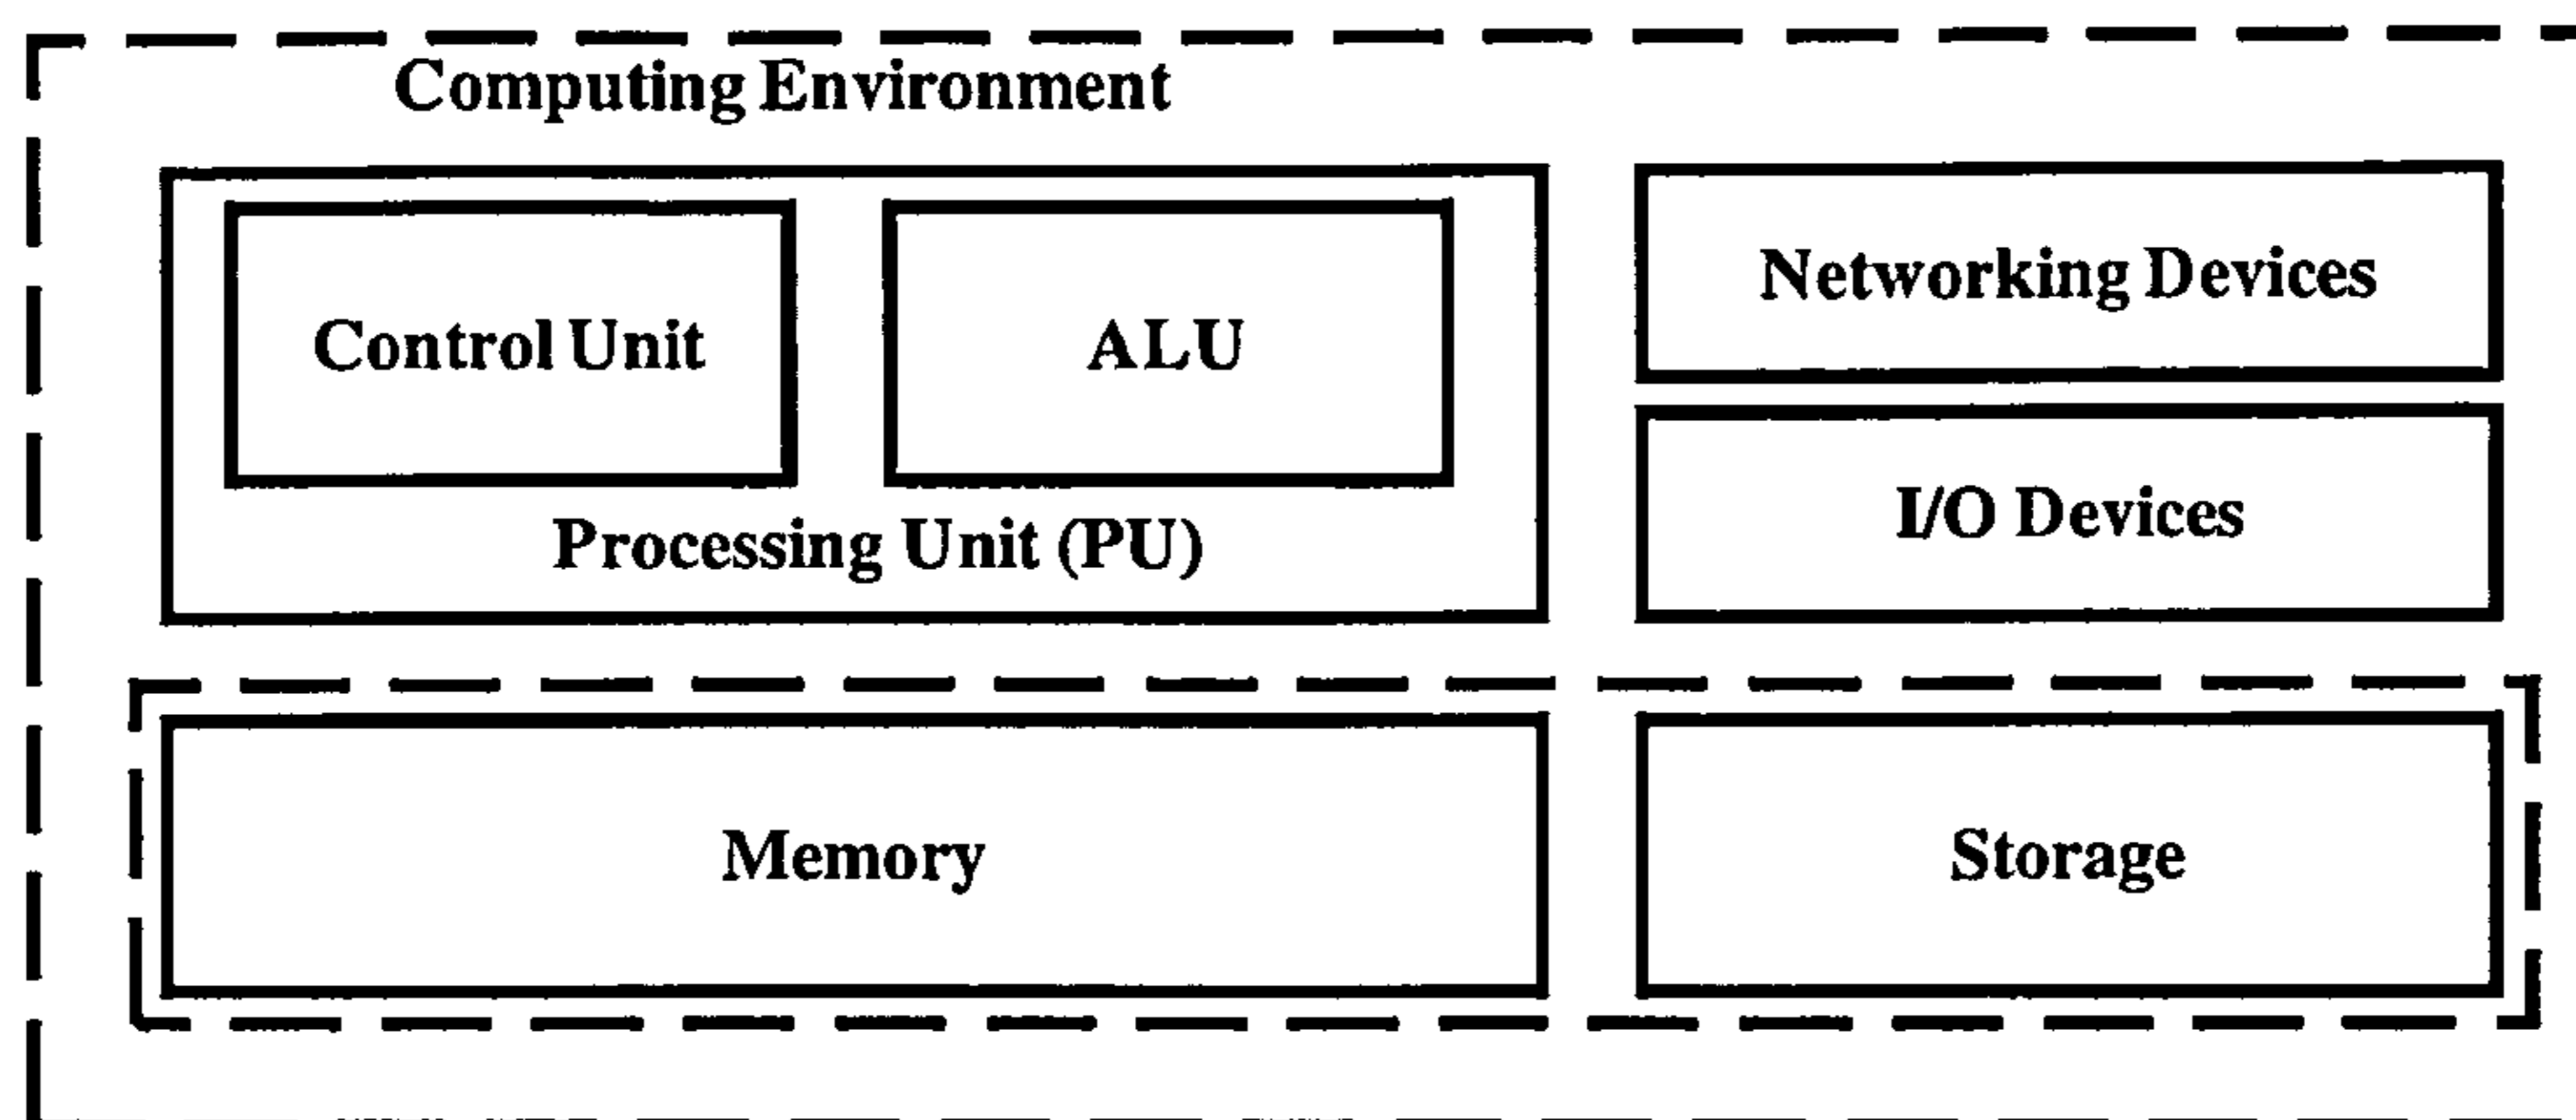 Computing Environment
Control Unit
ALU
Processing Unit (PU)
Networking Devices
I/O Devices
Memory
Storage